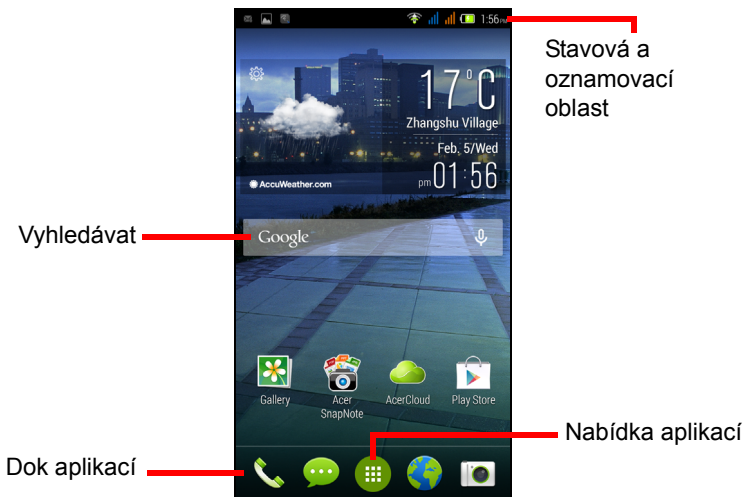 1:56PM
Stavová a
oznamovací
oblast
17°C
Zhangshu Village
Feb. 5/Wed
pm 01:56
AccuWeather.com
Vyhledávat
Google
Gallery
Acer
SnapNote
AcerCloud
Play Store
Nabídka aplikací
Dok aplikací